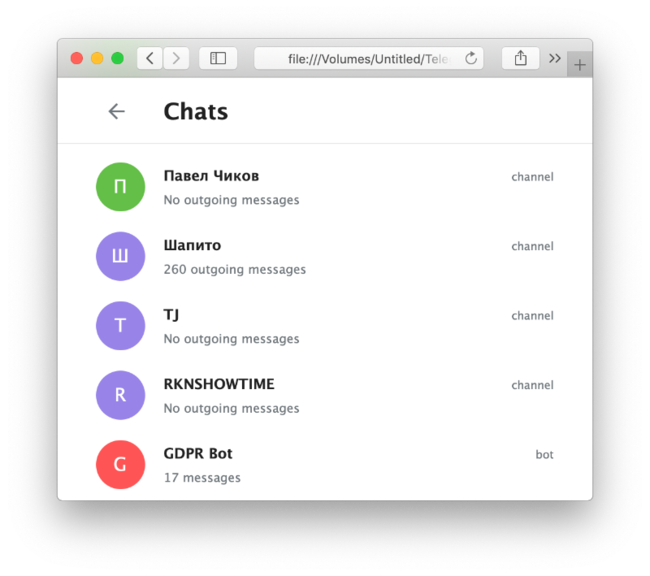 file:///Volumes/Untitled/Tele
Chats
П
Павел Чиков
channel
No outgoing messages
Ш
Шапито
channel
260 outgoing messages
T
TJ
channel
No outgoing messages
R
RKNSHOWTIME
channel
No outgoing messages
G
GDPR Bot
bot
17 messages